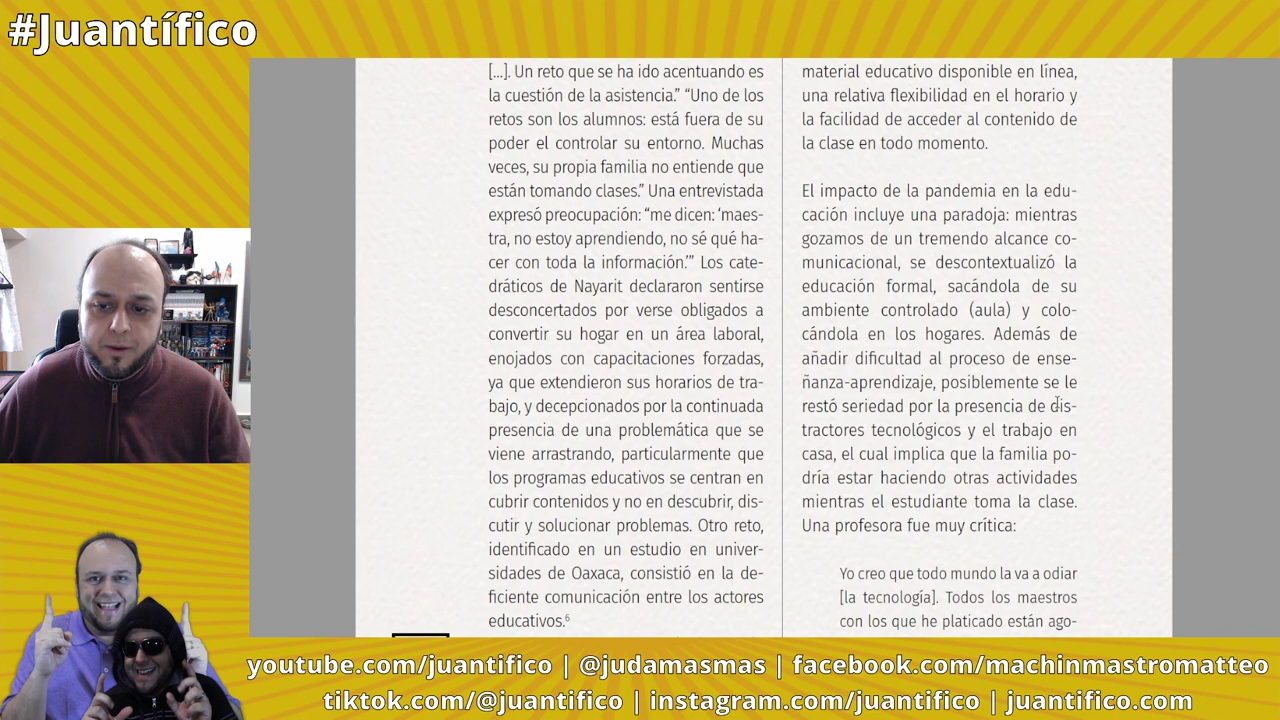 #Juantífico
[...]. Un reto que se ha ido acentuando es
la cuestión de la asistencia.” “Uno de los
retos son los alumnos: está fuera de su
poder el controlar su entorno. Muchas
veces, su propia familia no entiende que
están tomando clases.” Una entrevistada
expresó preocupación: “me dicen: ‘maes-
tra, no estoy aprendiendo, no sé qué ha-
cer con toda la información.’” Los cate-
dráticos de Nayarit declararon sentirse
desconcertados por verse obligados a
convertir su hogar en un área laboral,
enojados con capacitaciones forzadas,
ya que extendieron sus horarios de tra-
bajo, y decepcionados por la continuada
presencia de una problemática que se
viene arrastrando, particularmente que
los programas educativos se centran en
cubrir contenidos y no en descubrir, dis-
cutir y solucionar problemas. Otro reto,
identificado en un estudio en univer-
sidades de Oaxaca, consistió en la de-
ficiente comunicación entre los actores
educativos.⁶
material educativo disponible en línea,
una relativa flexibilidad en el horario y
la facilidad de acceder al contenido de
la clase en todo momento.
El impacto de la pandemia en la edu-
cación incluye una paradoja: mientras
gozamos de un tremendo alcance co-
municacional, se descontextualizó la
educación formal, sacándola de su
ambiente controlado (aula) y colo-
cándola en los hogares. Además de
añadir dificultad al proceso de ense-
ñanza-aprendizaje, posiblemente se le
restó seriedad por la presencia de dis-
tractores tecnológicos y el trabajo en
casa, el cual implica que la familia po-
dría estar haciendo otras actividades
mientras el estudiante toma la clase.
Una profesora fue muy crítica:
Yo creo que todo mundo la va a odiar
[la tecnología]. Todos los maestros
con los que he platicado están ago-
youtube.com/juantifico | @judamasmas | facebook.com/machinmastromatteo
tiktok.com/@juantifico | instagram.com/juantifico | juantifico.com